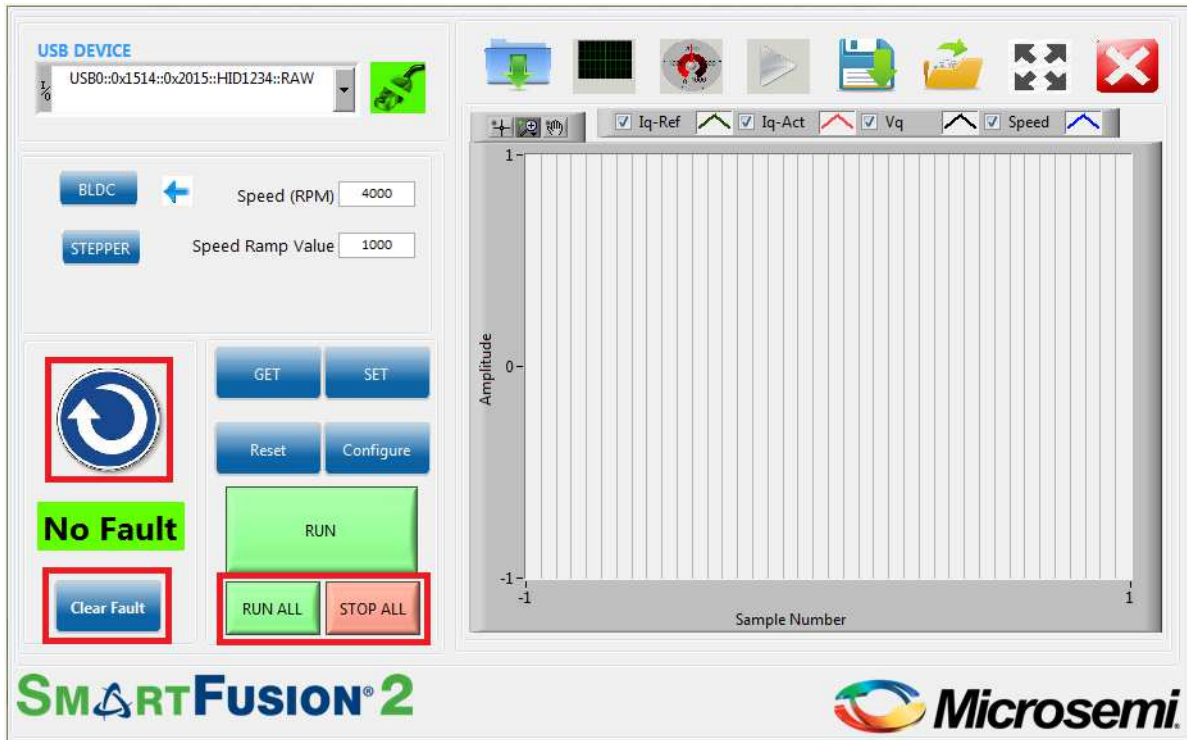 USB DEVICE
I/O
USB0::0x1514::0x2015::HID1234::RAW
BLDC
Speed (RPM) 4000
STEPPER
Speed Ramp Value 1000
GET SET
Reset Configure
No Fault
RUN
Clear Fault
RUN ALL STOP ALL
Iq-Ref Iq-Act Vq Speed
1
0
-1
Amplitude
-1 1
Sample Number
SMARTFUSION® 2
Microsemi.